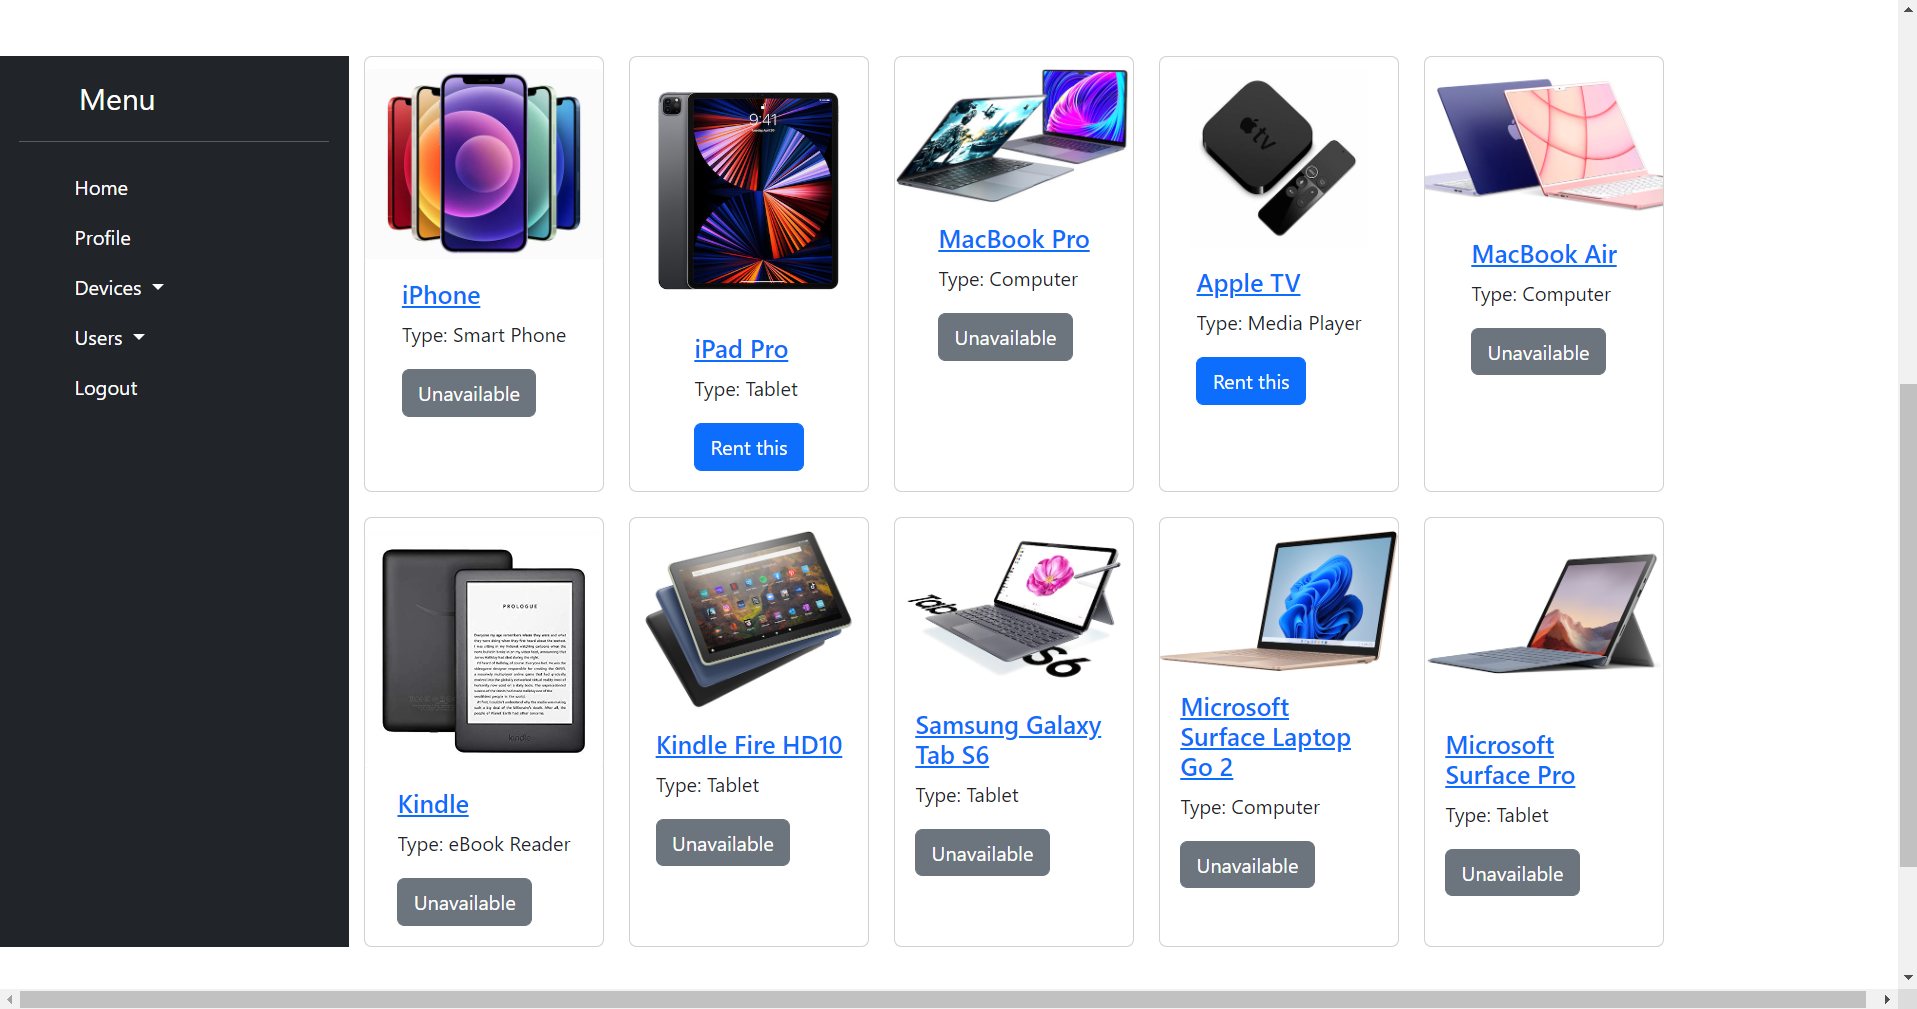 Menu
Home
Profile
Devices
Users
Logout
iPhone
Type: Smart Phone
Unavailable
9:41
iPad Pro
Type: Tablet
Rent this
MacBook Pro
Type: Computer
Unavailable
tv
Apple TV
Type: Media Player
Rent this
MacBook Air
Type: Computer
Unavailable
PROLOGUE
kindle
Kindle
Type: eBook Reader
Unavailable
Kindle Fire HD10
Type: Tablet
Unavailable
Tab
S6
Samsung Galaxy
Tab S6
Type: Tablet
Unavailable
Microsoft
Surface Laptop
Go 2
Type: Computer
Unavailable
Microsoft
Surface Pro
Type: Tablet
Unavailable